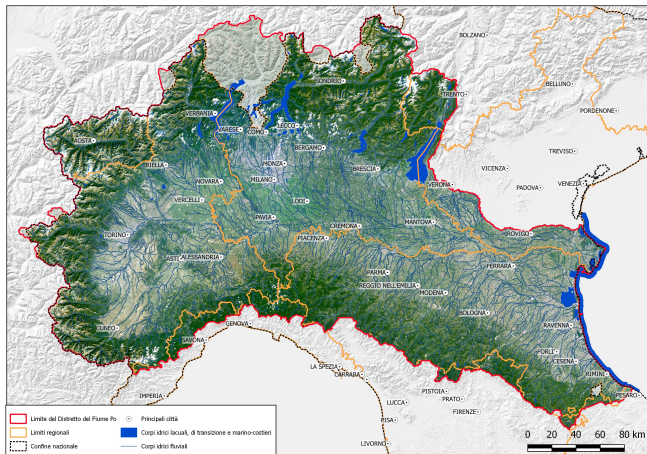 BOLZANO
SONDRIO
BELLUNO
TRENTO
PORDENONE
VERBANIA
VARESE
COMO
LECCO
AOSTA
TREVISO
BERGAMO
BIELLA
MONZA
BRESCIA
VICENZA
NOVARA
MILANO
VERONA
PADOVA
VENEZIA
VERCELLI
LODI
PAVIA
MANTOVA
CREMONA
TORINO
PIACENZA
ROVIGO
ASTI
ALESSANDRIA
FERRARA
PARMA
REGGIO NELL'EMILIA
MODENA
BOLOGNA
CUNEO
GENOVA
RAVENNA
SAVONA
FORLI
CESENA
LA SPEZIA
RIMINI
CARRARA
IMPERIA
PISTOIA
PESARO
LUCCA
PRATO
FIRENZE
PISA
LIVORNO
Limite del Distretto del Fiume Po
Principali città
Limiti regionali
Corpi idrici lacuali, di transizione e marino-costieri
Confine nazionale
Corpi idrici fluviali
0 20 40 60 80 km